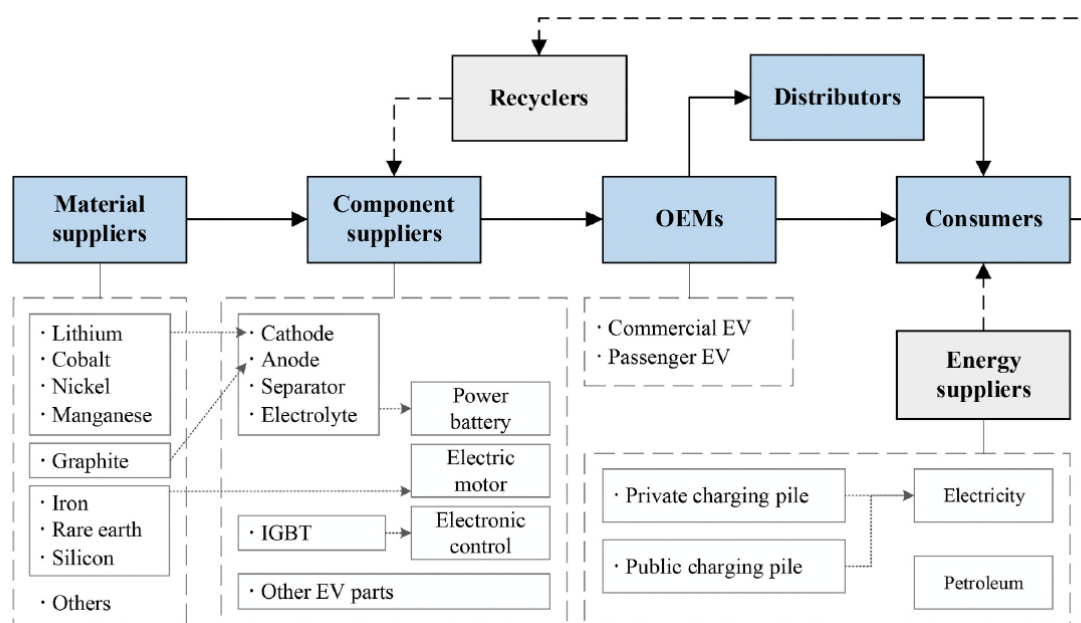 Recyclers
Distributors
Material
suppliers
Component
suppliers
OEMs
Consumers
· Lithium
· Cobalt
· Nickel
· Manganese
· Graphite
· Iron
· Rare earth
· Silicon
· Others
· Cathode
· Anode
· Separator
· Electrolyte
Power
battery
Electric
motor
· IGBT
Electronic
control
· Other EV parts
· Commercial EV
· Passenger EV
Energy
suppliers
· Private charging pile
· Public charging pile
Electricity
Petroleum